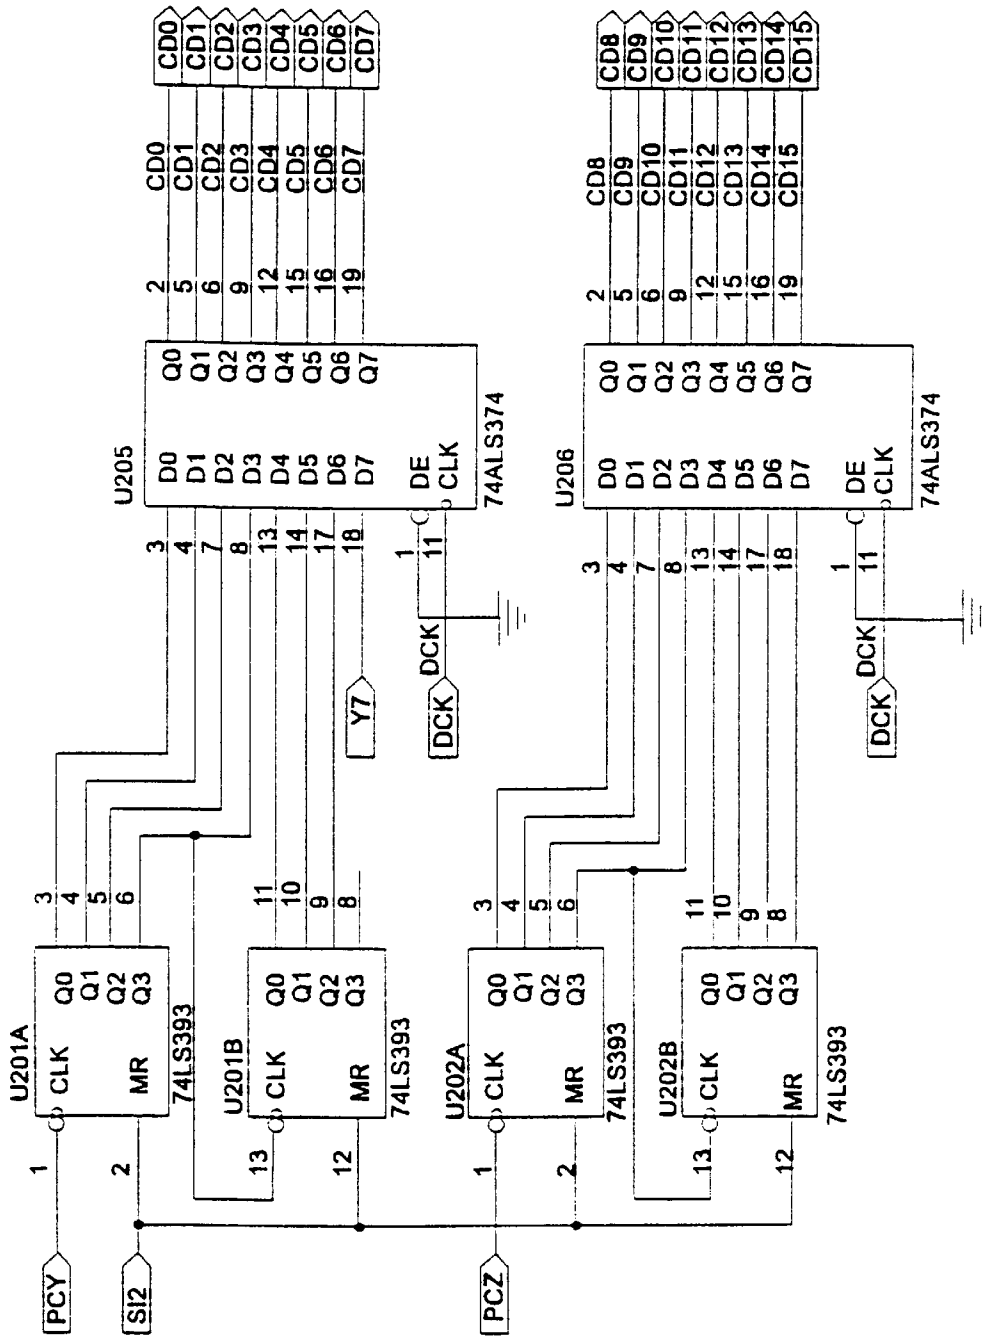 CD0
CD1
CD2
CD3
CD4
CD5
CD6
CD7
CD8
CD9
CD10
CD11
CD12
CD13
CD14
CD15
CD0
CD1
CD2
CD3
CD4
CD5
CD6
CD7
CD8
CD9
CD10
CD11
CD12
CD13
CD14
CD15
2
5
6
9
12
15
16
19
2
5
6
9
12
15
16
19
U205
Q0
Q1
Q2
Q3
Q4
Q5
Q6
Q7
D0
D1
D2
D3
D4
D5
D6
D7
DE
CLK
74ALS374
U206
Q0
Q1
Q2
Q3
Q4
Q5
Q6
Q7
D0
D1
D2
D3
D4
D5
D6
D7
DE
CLK
74ALS374
3
4
7
8
13
14
17
18
1
11
3
4
7
8
13
14
17
18
1
11
DCK
DCK
Y7
DCK
DCK
3
4
5
6
11
10
9
8
3
4
5
6
11
10
9
8
U201A
Q0
Q1
Q2
Q3
CLK
MR
74LS393
U201B
Q0
Q1
Q2
Q3
CLK
MR
74LS393
U202A
Q0
Q1
Q2
Q3
CLK
MR
74LS393
U202B
Q0
Q1
Q2
Q3
CLK
MR
74LS393
1
2
13
12
1
2
13
12
PCY
SI2
PCZ